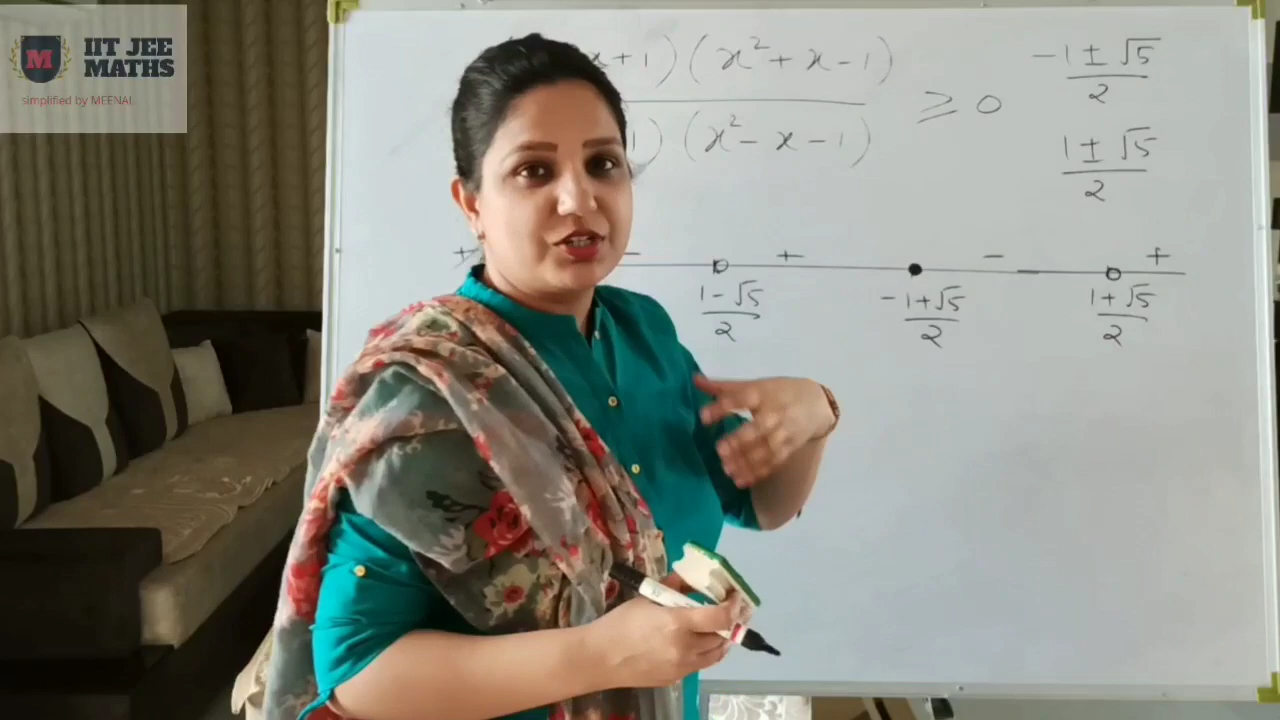 IIT JEE
MATHS
simplified by MEENAL
x+1) (x²+x-1)
1) (x²-x-1)
≥ 0
-1±√5
2
1±√5
2
+ - + - +
1-√5
2
-1+√5
2
1+√5
2
M